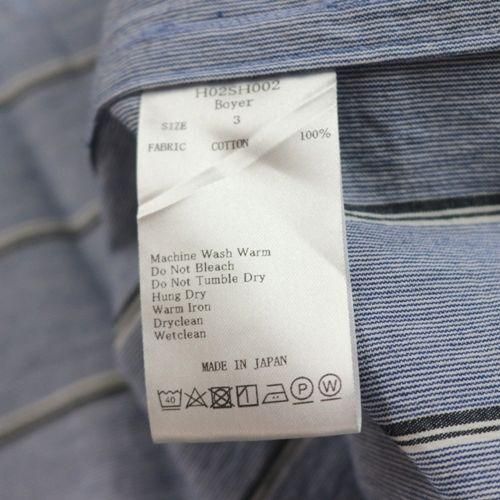 H02SH002
Boyer
SIZE 3
FABRIC COTTON 100%
Machine Wash Warm
Do Not Bleach
Do Not Tumble Dry
Hung Dry
Warm Iron
Dryclean
Wetclean
MADE IN JAPAN
40 P W